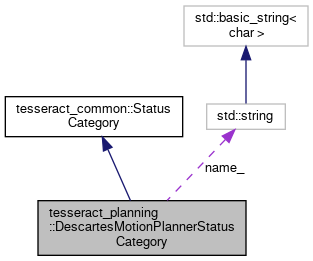 std::basic_string<
char >
tesseract_common::Status
Category
std::string
name_
tesseract_planning
::DescartesMotionPlannerStatus
Category